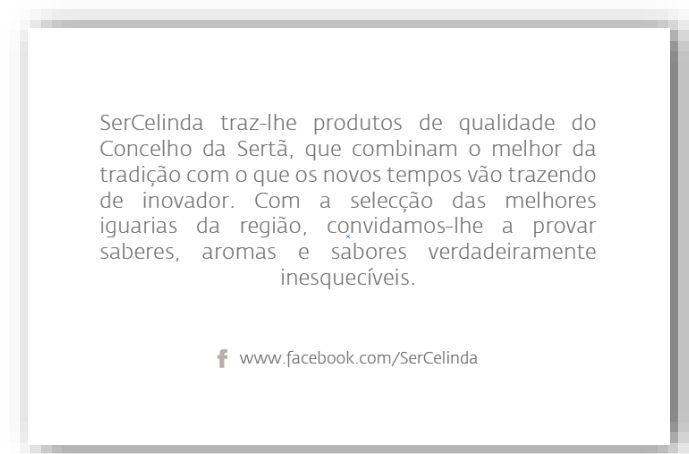 SerCelinda traz-lhe produtos de qualidade do
Concelho da Sertã, que combinam o melhor da
tradição com o que os novos tempos vão trazendo
de inovador. Com a selecção das melhores
iguarias da região, convidamos-lhe a provar
saberes, aromas e sabores verdadeiramente
inesquecíveis.
f www.facebook.com/SerCelinda